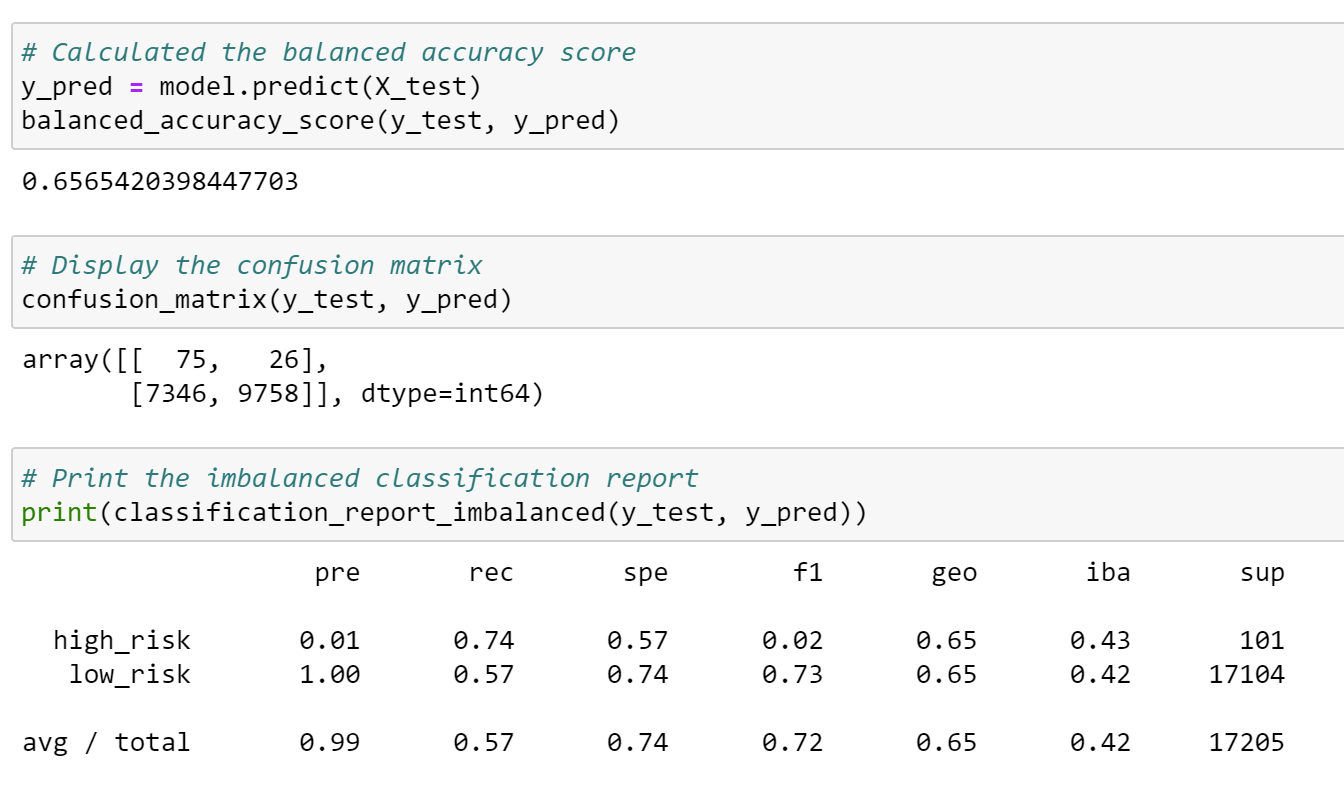 # Calculated the balanced accuracy score
y_pred = model.predict(X_test)
balanced_accuracy_score(y_test, y_pred)
0.6565420398447703
# Display the confusion matrix
confusion_matrix(y_test, y_pred)
array([[  75,   26],
       [7346, 9758]], dtype=int64)
# Print the imbalanced classification report
print(classification_report_imbalanced(y_test, y_pred))
                   pre       rec       spe        f1       geo       iba       sup
  high_risk       0.01      0.74      0.57      0.02      0.65      0.43       101
   low_risk       1.00      0.57      0.74      0.73      0.65      0.42     17104
avg / total       0.99      0.57      0.74      0.72      0.65      0.42     17205